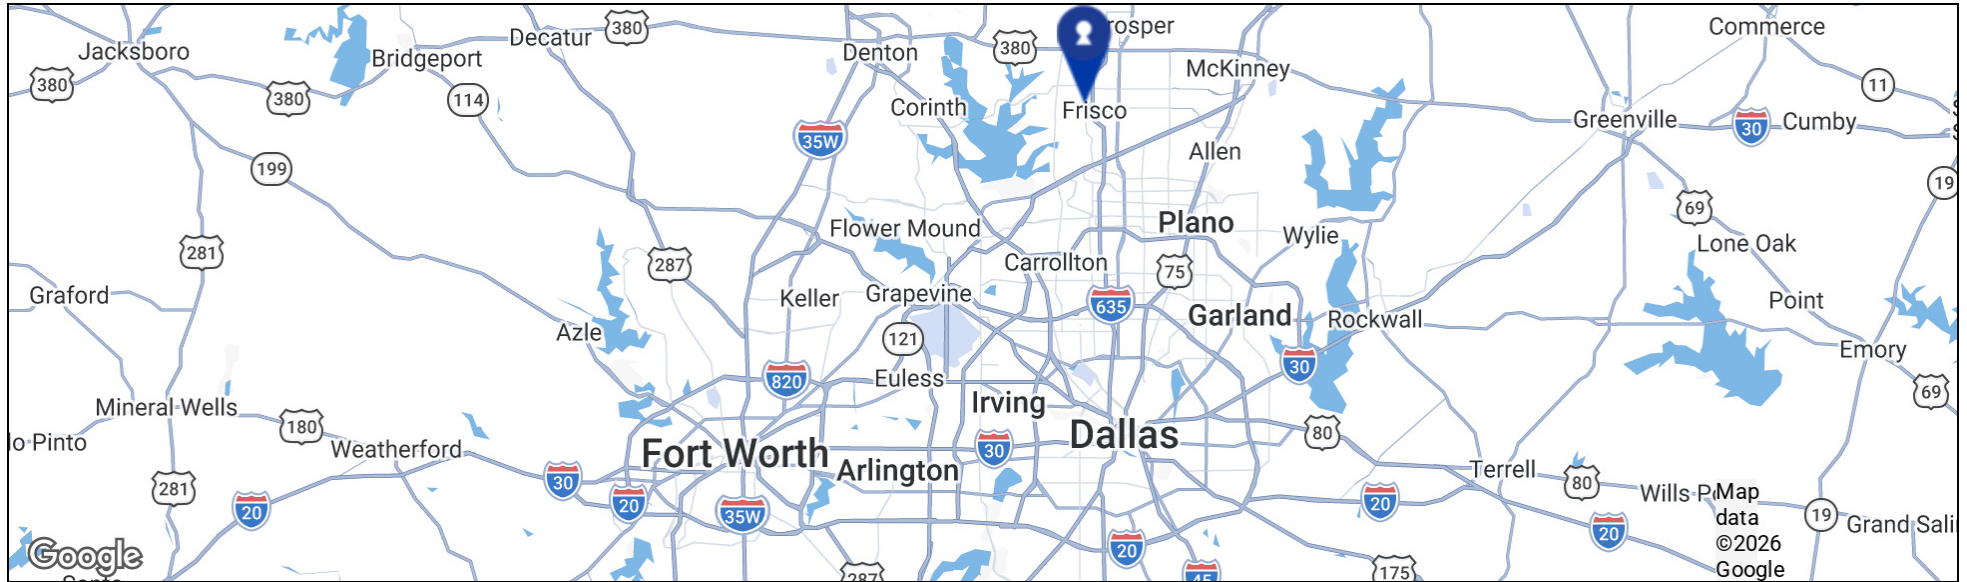 Jacksboro
Decatur
380
Bridgeport
Denton
380
rosper
McKinney
Commerce
380
380
114
Corinth
Frisco
11
35W
Greenville
30
Cumby
199
Allen
19
69
Flower Mound
Plano
Wylie
Lone Oak
281
287
Carrollton
75
Graford
Keller
Grapevine
635
Garland
Rockwall
Point
Azle
121
Emory
820
Euless
30
69
Mineral Wells
180
Irving
Dallas
80
lo Pinto
Weatherford
Fort Worth
Arlington
30
Terrell
281
20
30
20
35W
20
80
Wills P
Map
data
©2026
Google
19
Grand Sali
20
20
Google
287
45
175